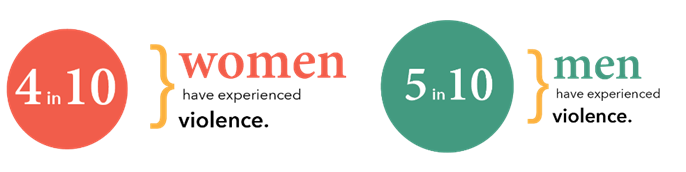 4 in 10
women
have experienced
violence.
5 in 10
men
have experienced
violence.